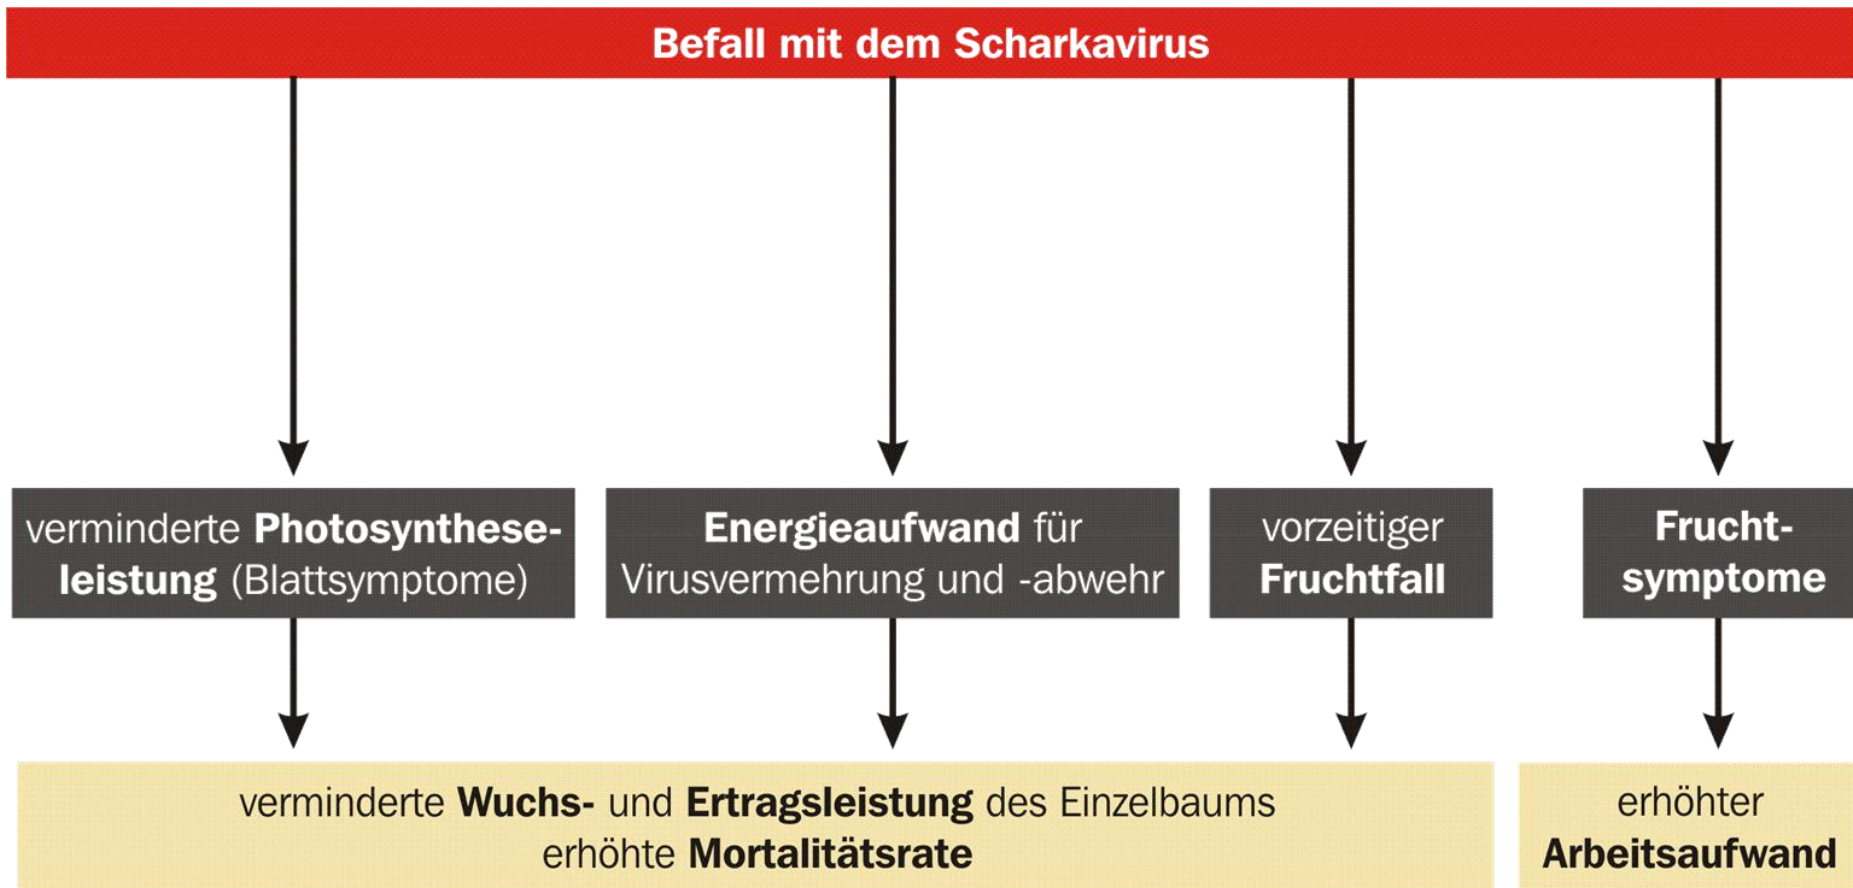 Befall mit dem Scharkavirus
verminderte Photosynthese-
leistung (Blattsymptome)
Energieaufwand für
Virusvermehrung und -abwehr
vorzeitiger
Fruchtfall
Frucht-
symptome
verminderte Wuchs- und Ertragsleistung des Einzelbaums
erhöhte Mortalitätsrate
erhöhter
Arbeitsaufwand